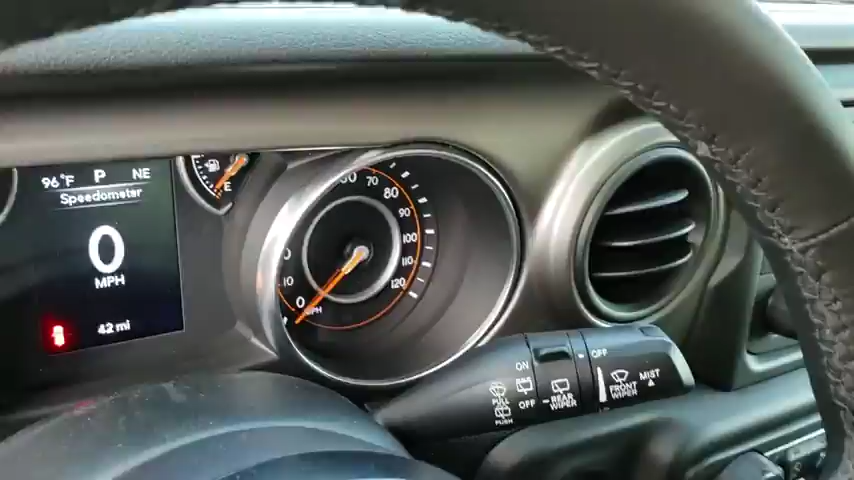 96°F P NE
Speedometer
0
MPH
42 mi
E
0
10
70
80
90
100
110
120
MPH
ON
OFF
PULL
PUSH
OFF
REAR
WIPER
FRONT
WIPER
MIST